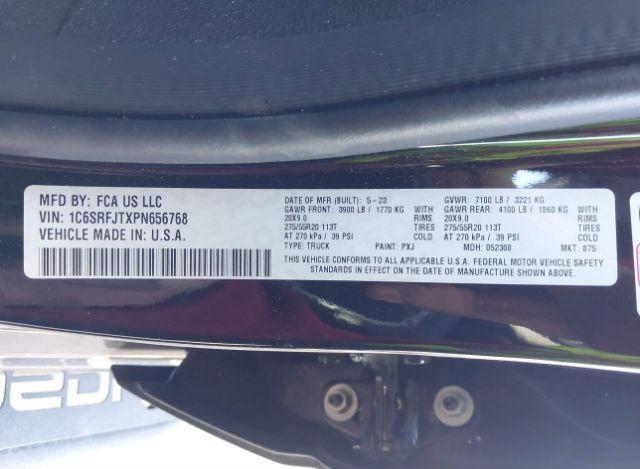 MFD BY: FCA US LLC
VIN: 1C6SRFJTXPN656768
VEHICLE MADE IN: U.S.A.
DATE OF MFR (BUILT): 5-23 GVWR: 7100 LB / 3221 KG
GAWR FRONT: 3900 LB / 1770 KG WITH GAWR REAR: 4100 LB / 1860 KG WITH
20X9.0 RIMS 20X9.0 RIMS
275/55R20 113T TIRES 275/55R20 113T TIRES
AT 270 kPa / 39 PSI COLD AT 270 kPa / 39 PSI COLD
TYPE: TRUCK PAINT: PXJ MDH: 052308 MKT: 875
THIS VEHICLE CONFORMS TO ALL APPLICABLE U.S.A. FEDERAL MOTOR VEHICLE SAFETY
STANDARDS IN EFFECT ON THE DATE OF MANUFACTURE SHOWN ABOVE.